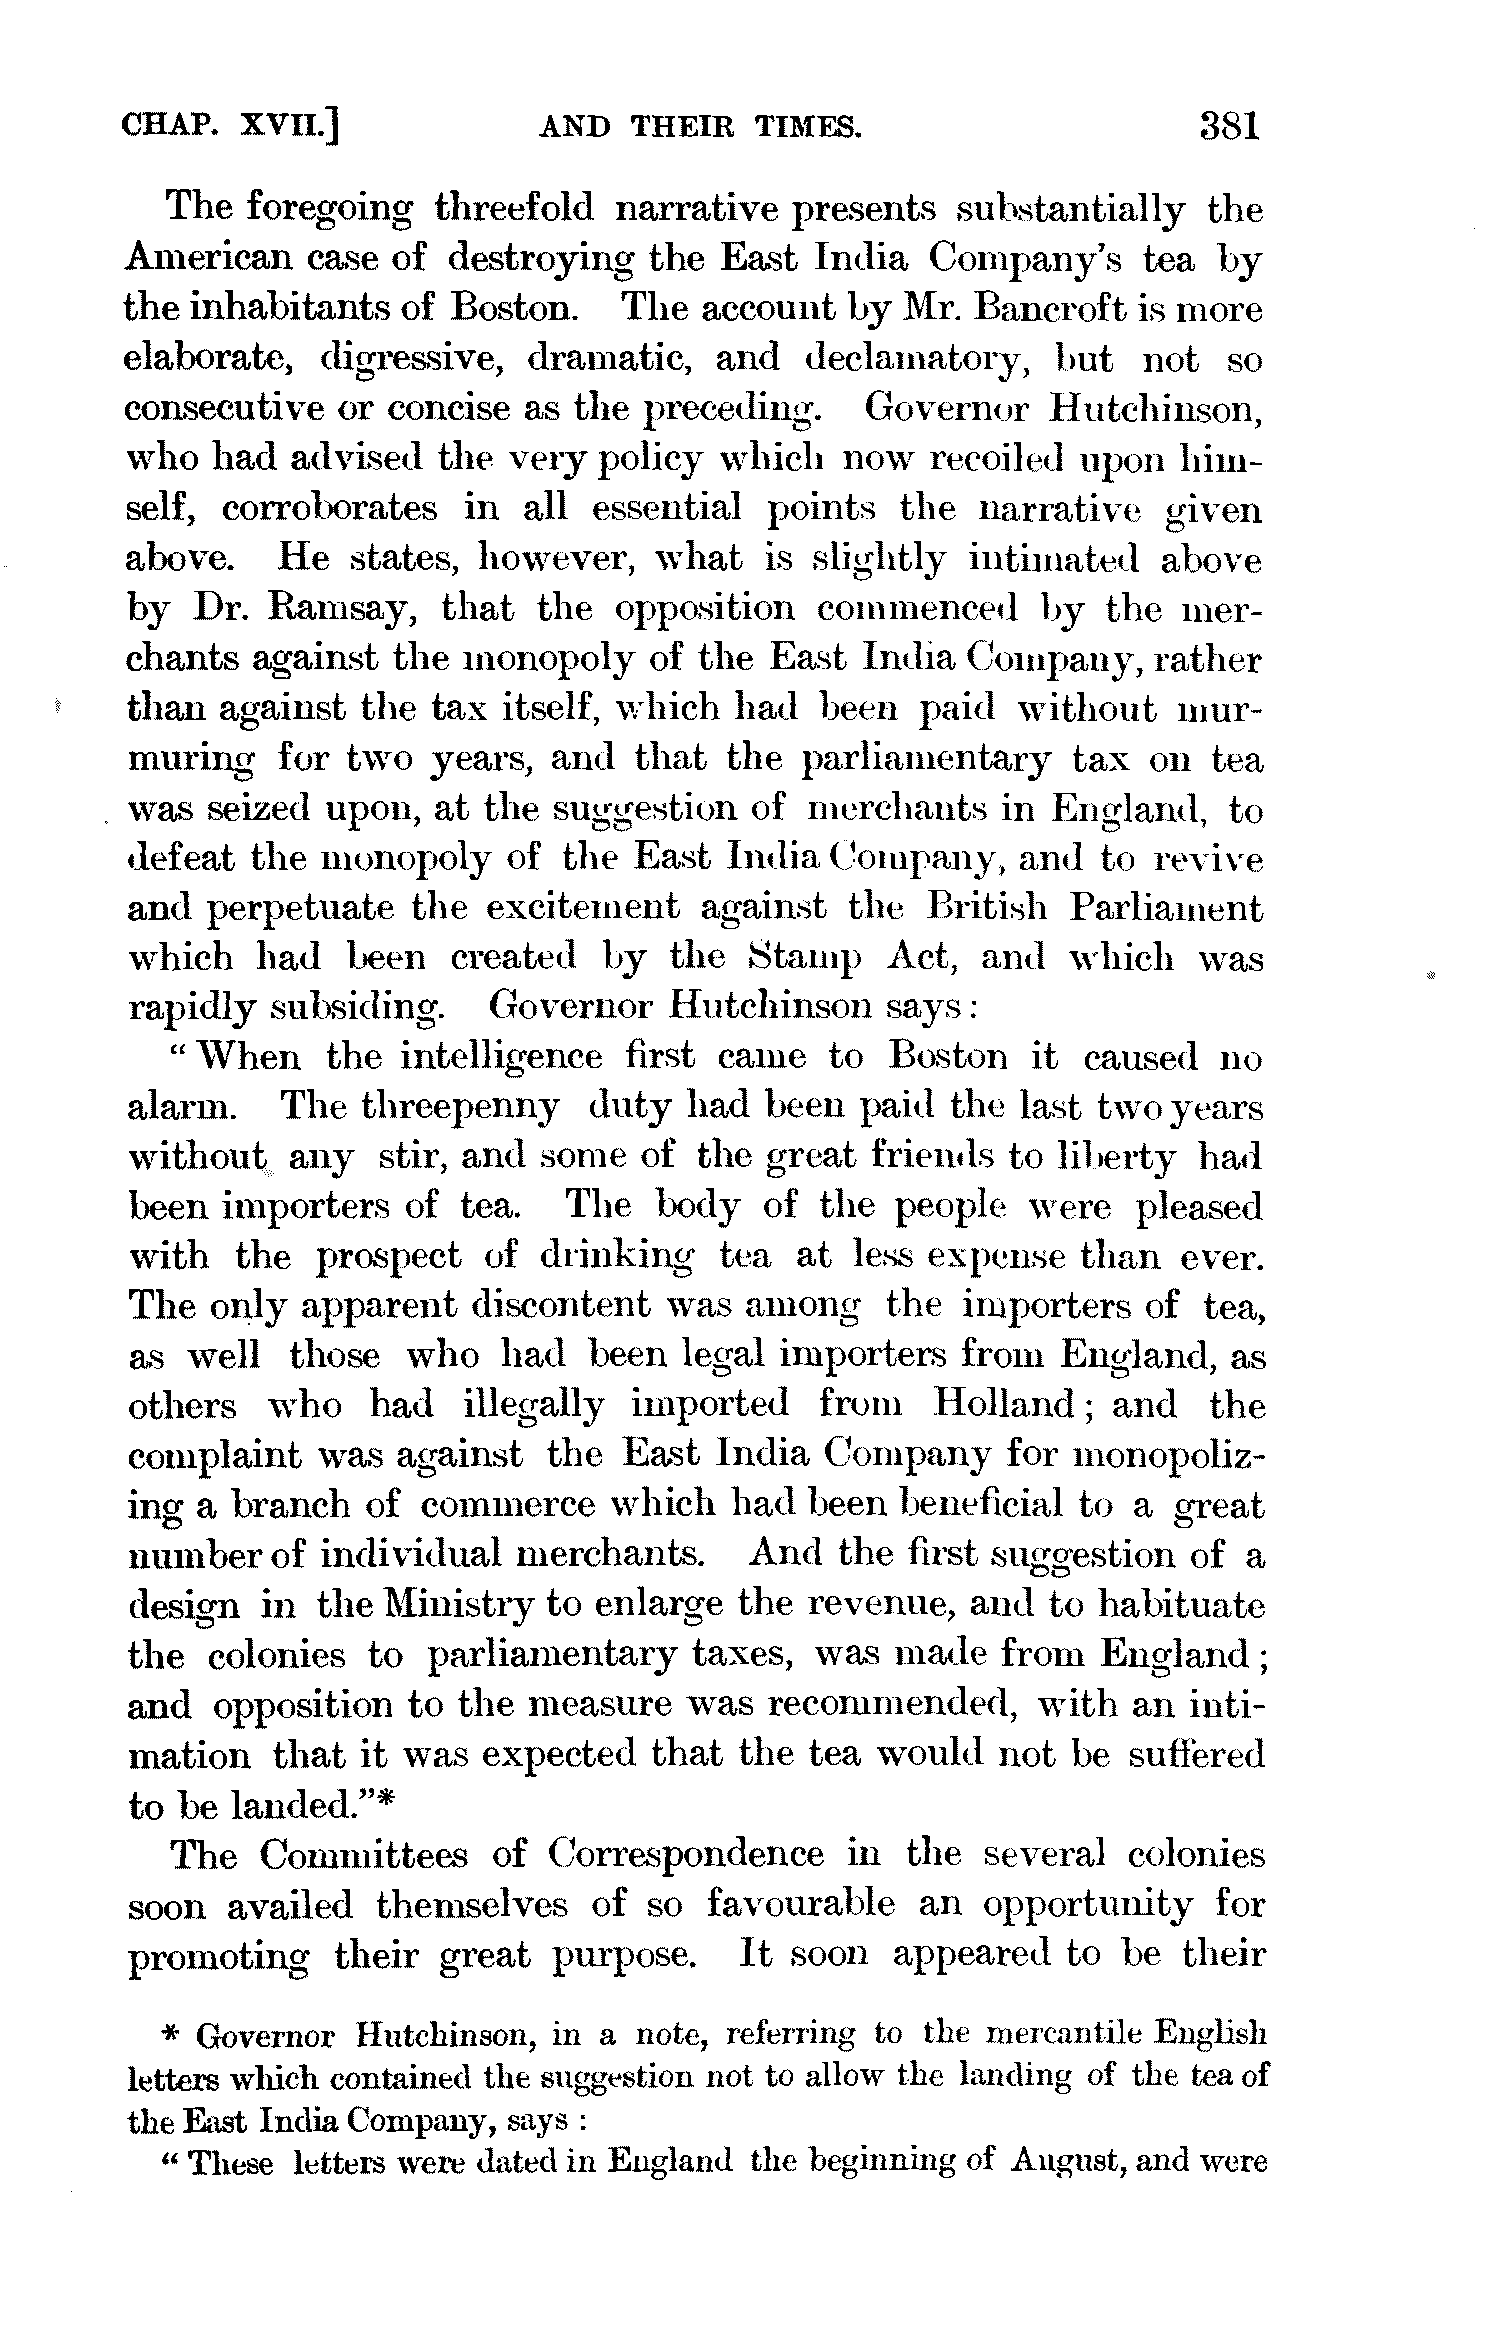 CHAP. XVII.] AND THEIR TIMES. 381
The foregoing threefold narrative presents substantially the
American case of destroying the East India Company's tea by
the inhabitants of Boston. The account by Mr. Bancroft is more
elaborate, digressive, dramatic, and declamatory, but not so
consecutive or concise as the preceding. Governor Hutchinson,
who had advised the very policy which now recoiled upon him-
self, corroborates in all essential points the narrative given
above. He states, however, what is slightly intimated above
by Dr. Ramsay, that the opposition commenced by the mer-
chants against the monopoly of the East India Company, rather
than against the tax itself, which had been paid without mur-
muring for two years, and that the parliamentary tax on tea
was seized upon, at the suggestion of merchants in England, to
defeat the monopoly of the East India Company, and to revive
and perpetuate the excitement against the British Parliament
which had been created by the Stamp Act, and which was
rapidly subsiding. Governor Hutchinson says :
" When the intelligence first came to Boston it caused no
alarm. The threepenny duty had been paid the last two years
without any stir, and some of the great friends to liberty had
been importers of tea. The body of the people were pleased
with the prospect of drinking tea at less expense than ever.
The only apparent discontent was among the importers of tea,
as well those who had been legal importers from England, as
others who had illegally imported from Holland ; and the
complaint was against the East India Company for monopoliz-
ing a branch of commerce which had been beneficial to a great
number of individual merchants. And the first suggestion of a
design in the Ministry to enlarge the revenue, and to habituate
the colonies to parliamentary taxes, was made from England ;
and opposition to the measure was recommended, with an inti-
mation that it was expected that the tea would not be suffered
to be landed."*
The Committees of Correspondence in the several colonies
soon availed themselves of so favourable an opportunity for
promoting their great purpose. It soon appeared to be their
* Governor Hutchinson, in a note, referring to the mercantile English
letters which contained the suggestion not to allow the landing of the tea of
the East India Company, says :
" These letters were dated in England the beginning of August, and were